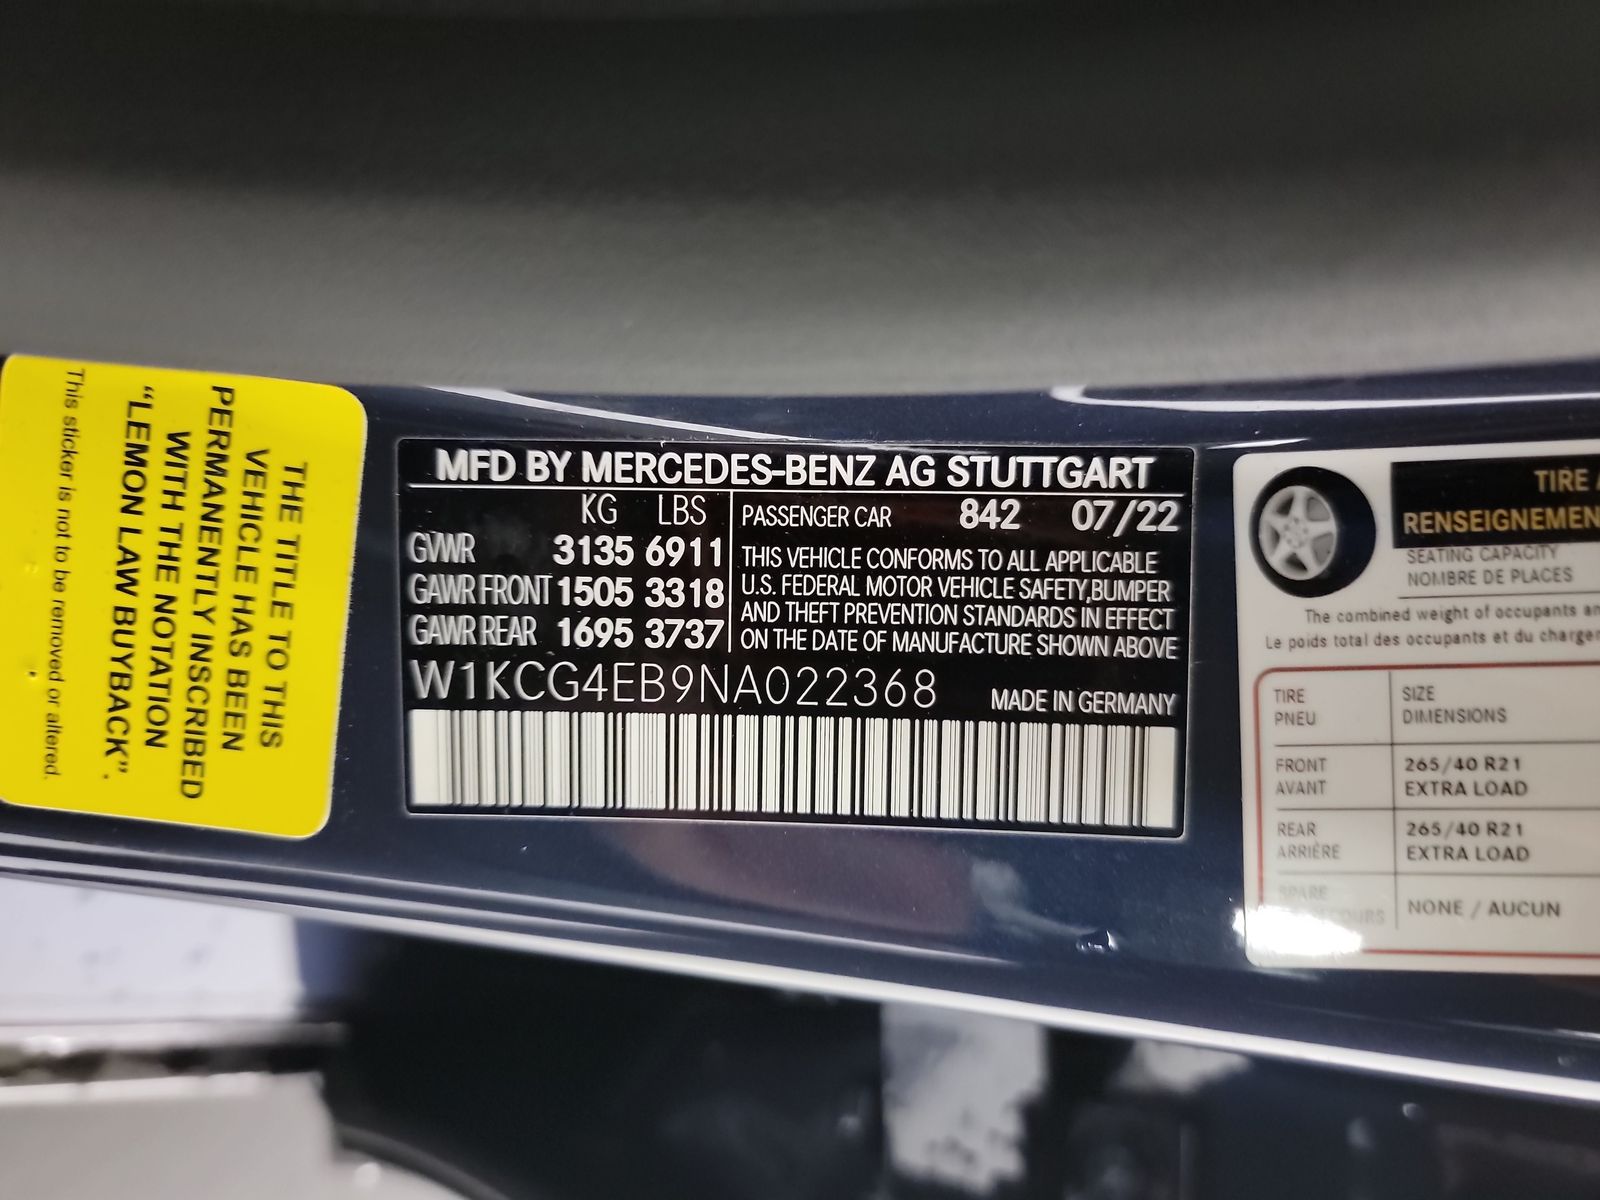 THE TITLE TO THIS
VEHICLE HAS BEEN
PERMANENTLY INSCRIBED
WITH THE NOTATION
“LEMON LAW BUYBACK”.
This sticker is not to be removed or altered.
MFD BY MERCEDES-BENZ AG STUTTGART
KG LBS
GVWR 3135 6911
GAWR FRONT 1505 3318
GAWR REAR 1695 3737
PASSENGER CAR 842 07/22
THIS VEHICLE CONFORMS TO ALL APPLICABLE
U.S. FEDERAL MOTOR VEHICLE SAFETY,BUMPER
AND THEFT PREVENTION STANDARDS IN EFFECT
ON THE DATE OF MANUFACTURE SHOWN ABOVE
W1KCG4EB9NA022368
MADE IN GERMANY
TIRE
RENSEIGNEMEN
SEATING CAPACITY
NOMBRE DE PLACES
The combined weight of occupants an
Le poids total des occupants et du charge
TIRE SIZE
PNEU DIMENSIONS
FRONT 265/40 R21
AVANT EXTRA LOAD
REAR 265/40 R21
ARRIÈRE EXTRA LOAD
SPARE
NONE / AUCUN